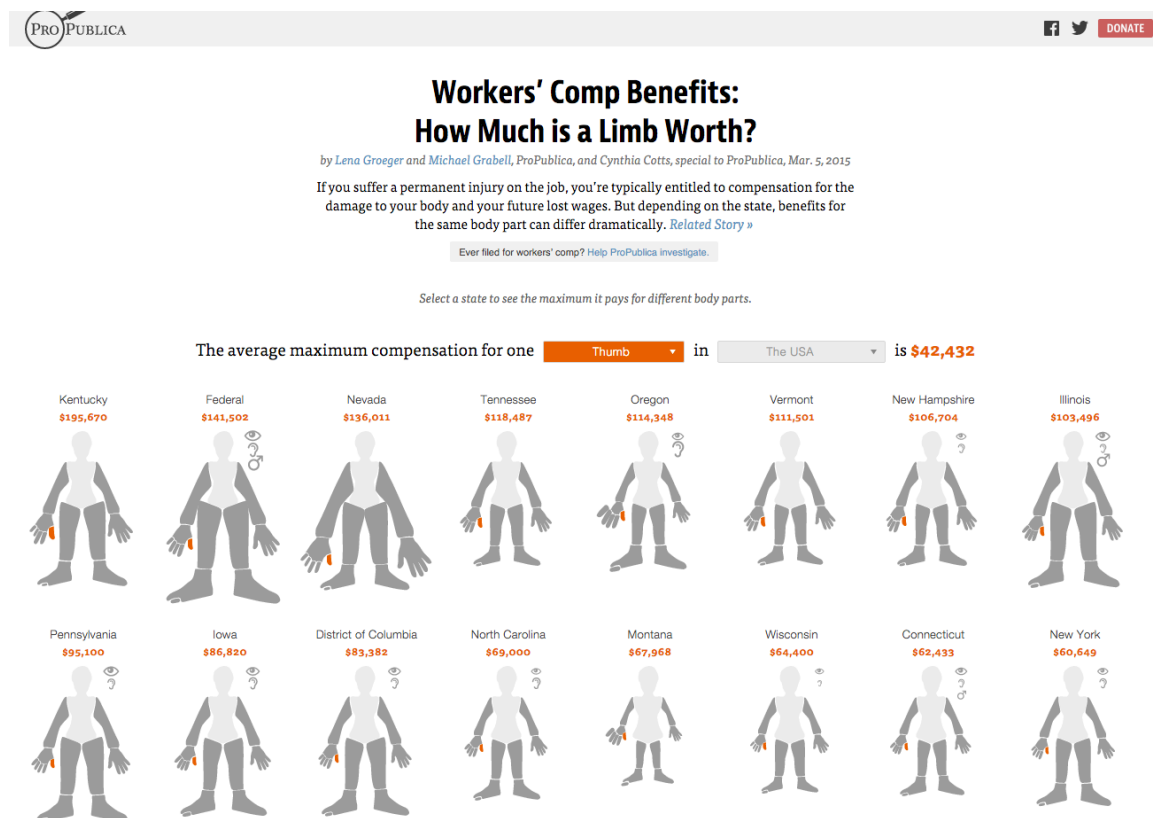 PROPUBLICA
DONATE
Workers' Comp Benefits:
How Much is a Limb Worth?
by Lena Groeger and Michael Grabell, ProPublica, and Cynthia Cotts, special to ProPublica, Mar. 5, 2015
If you suffer a permanent injury on the job, you're typically entitled to compensation for the
damage to your body and your future lost wages. But depending on the state, benefits for
the same body part can differ dramatically. Related Story »
Ever filed for workers' comp? Help ProPublica investigate.
Select a state to see the maximum it pays for different body parts.
The average maximum compensation for one Thumb in The USA is $42,432
Kentucky Federal Nevada Tennessee Oregon Vermont New Hampshire Illinois
$195,670 $141,502 $136,011 $118,487 $114,348 $111,501 $106,704 $103,496
Pennsylvania Iowa District of Columbia North Carolina Montana Wisconsin Connecticut New York
$95,100 $86,820 $83,382 $69,000 $67,968 $64,400 $62,433 $60,649